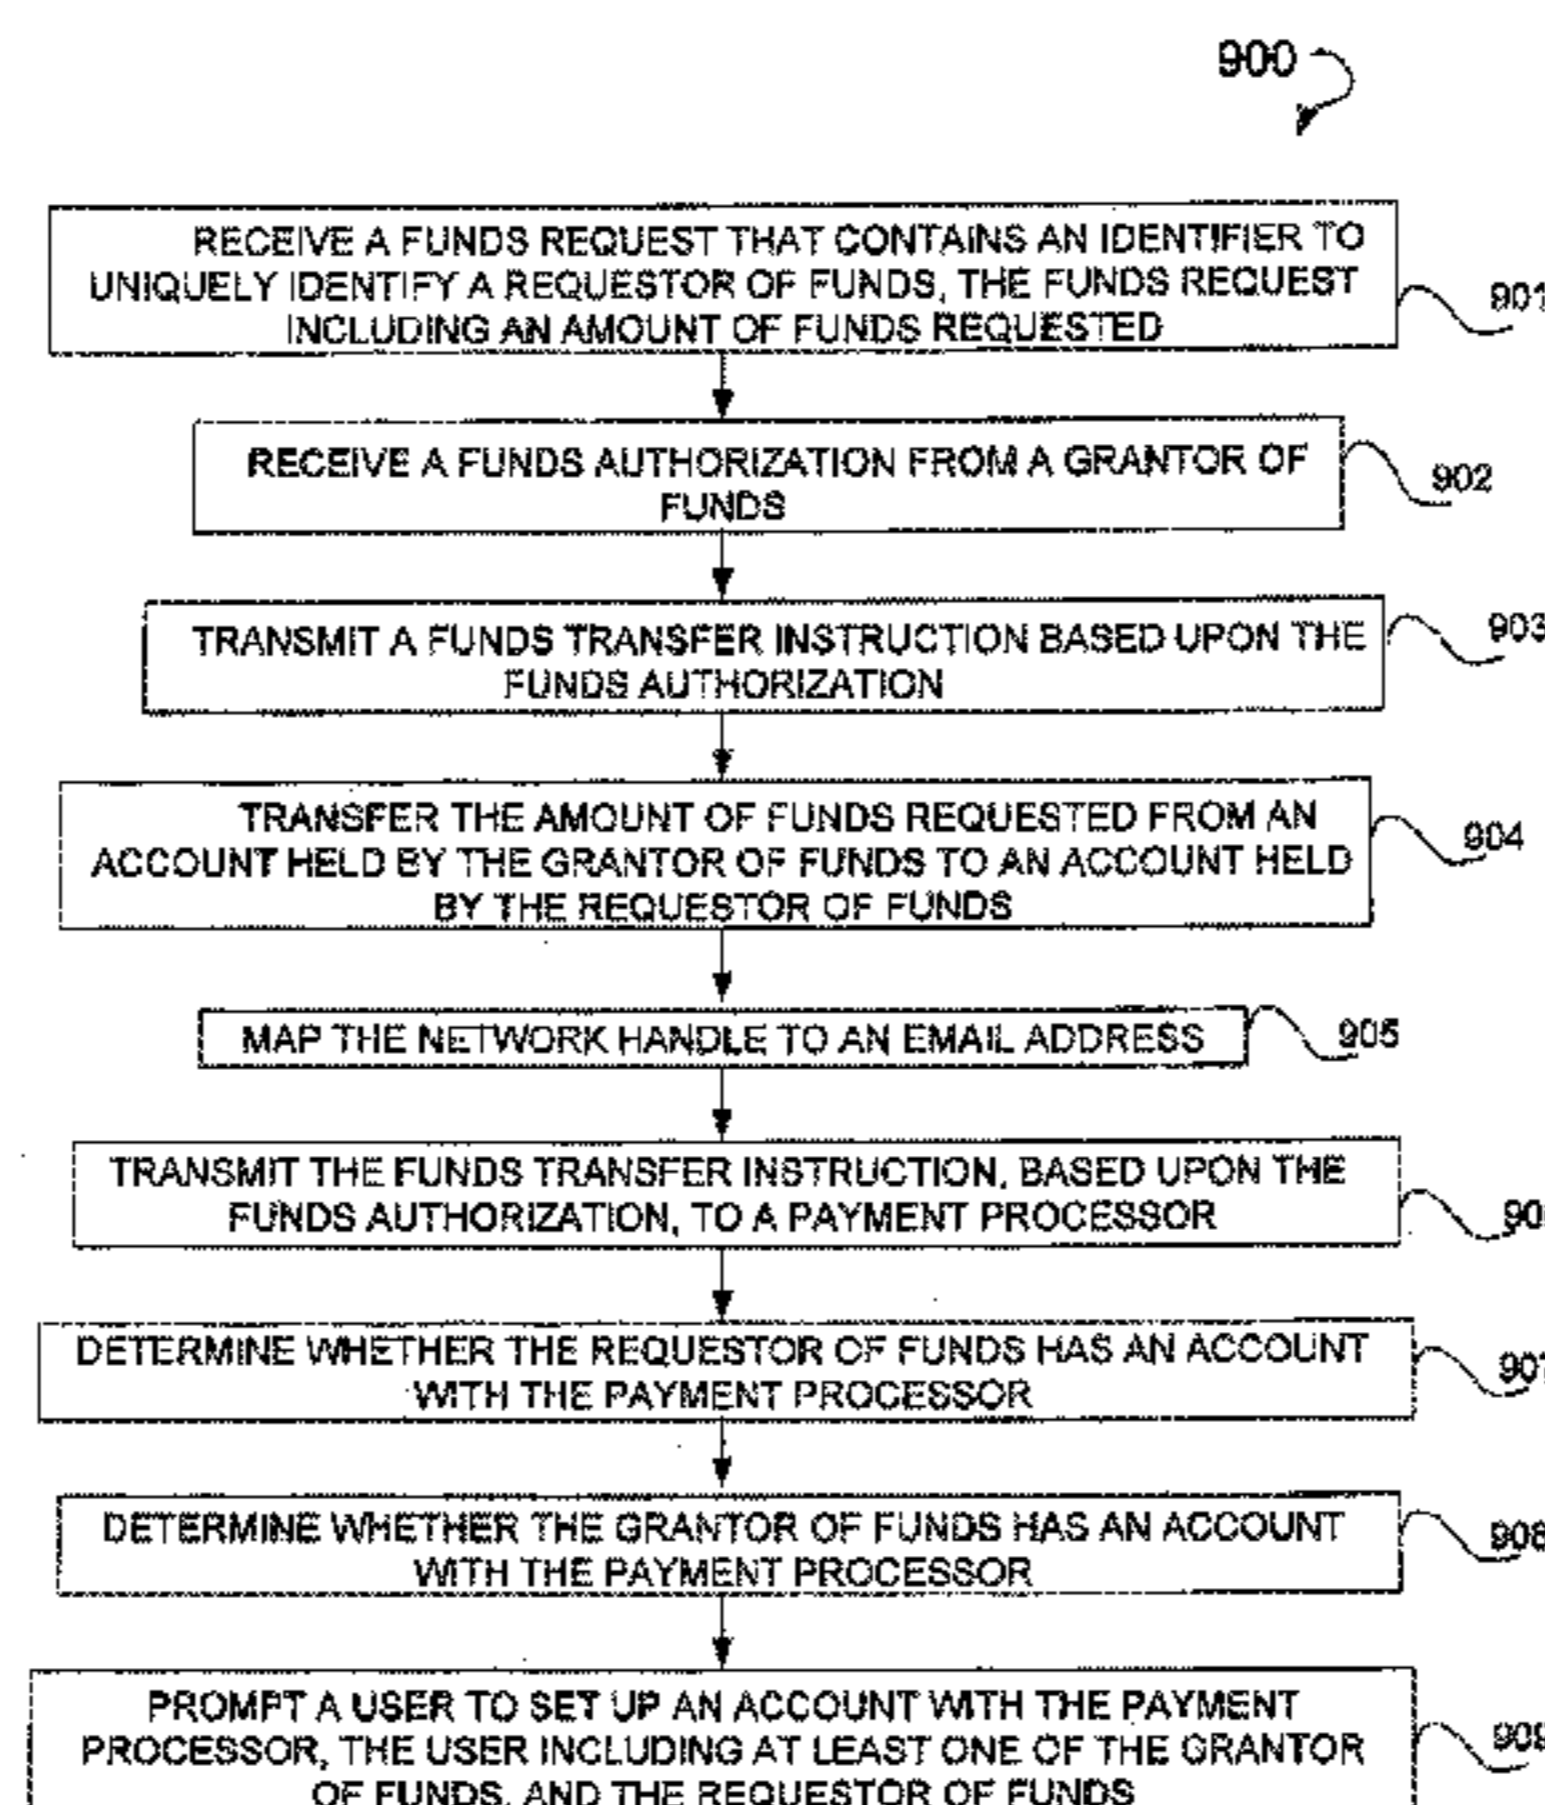 900
RECEIVE A FUNDS REQUEST THAT CONTAINS AN IDENTIFIER TO
UNIQUELY IDENTIFY A REQUESTOR OF FUNDS, THE FUNDS REQUEST
INCLUDING AN AMOUNT OF FUNDS REQUESTED
901
RECEIVE A FUNDS AUTHORIZATION FROM A GRANTOR OF
FUNDS
902
TRANSMIT A FUNDS TRANSFER INSTRUCTION BASED UPON THE
FUNDS AUTHORIZATION
903
TRANSFER THE AMOUNT OF FUNDS REQUESTED FROM AN
ACCOUNT HELD BY THE GRANTOR OF FUNDS TO AN ACCOUNT HELD
BY THE REQUESTOR OF FUNDS
904
MAP THE NETWORK HANDLE TO AN EMAIL ADDRESS
905
TRANSMIT THE FUNDS TRANSFER INSTRUCTION, BASED UPON THE
FUNDS AUTHORIZATION, TO A PAYMENT PROCESSOR
DETERMINE WHETHER THE REQUESTOR OF FUNDS HAS AN ACCOUNT
WITH THE PAYMENT PROCESSOR
907
DETERMINE WHETHER THE GRANTOR OF FUNDS HAS AN ACCOUNT
WITH THE PAYMENT PROCESSOR
908
PROMPT A USER TO SET UP AN ACCOUNT WITH THE PAYMENT
PROCESSOR, THE USER INCLUDING AT LEAST ONE OF THE GRANTOR
OF FUNDS, AND THE REQUESTOR OF FUNDS
909